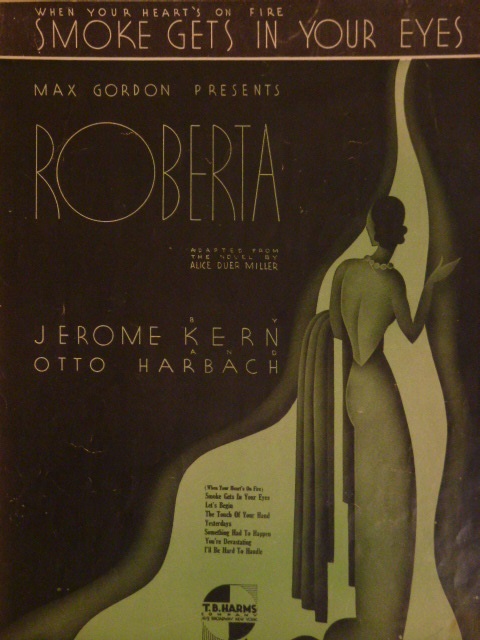 WHEN YOUR HEART'S ON FIRE
SMOKE GETS IN YOUR EYES
MAX GORDON PRESENTS
ROBERTA
ADAPTED FROM
THE NOVEL BY
ALICE DUER MILLER
BY
JEROME KERN
AND
OTTO HARBACH
(When Your Heart's On Fire)
Smoke Gets In Your Eyes
Let's Begin
The Touch Of Your Hand
Yesterdays
Something Had To Happen
You're Devastating
I'll Be Hard To Handle
T.B. HARMS
COMPANY
NEW YORK